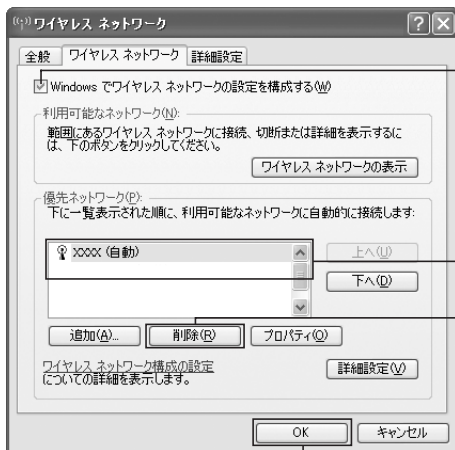 ワイヤレス ネットワーク
全般 ワイヤレス ネットワーク 詳細設定
Windows でワイヤレス ネットワークの設定を構成する(W)
利用可能なネットワーク(N):
範囲にあるワイヤレス ネットワークに接続、切断または詳細を表示するに
は、下のボタンをクリックしてください。
ワイヤレス ネットワークの表示
優先ネットワーク(P):
下に一覧表示された順に、利用可能なネットワークに自動的に接続します:
XXXX (自動)
上へ(U)
下へ(D)
追加(A)... 削除(R) プロパティ(O)
ワイヤレス ネットワーク構成の設定
についての詳細を表示します。
詳細設定(V)
OK キャンセル